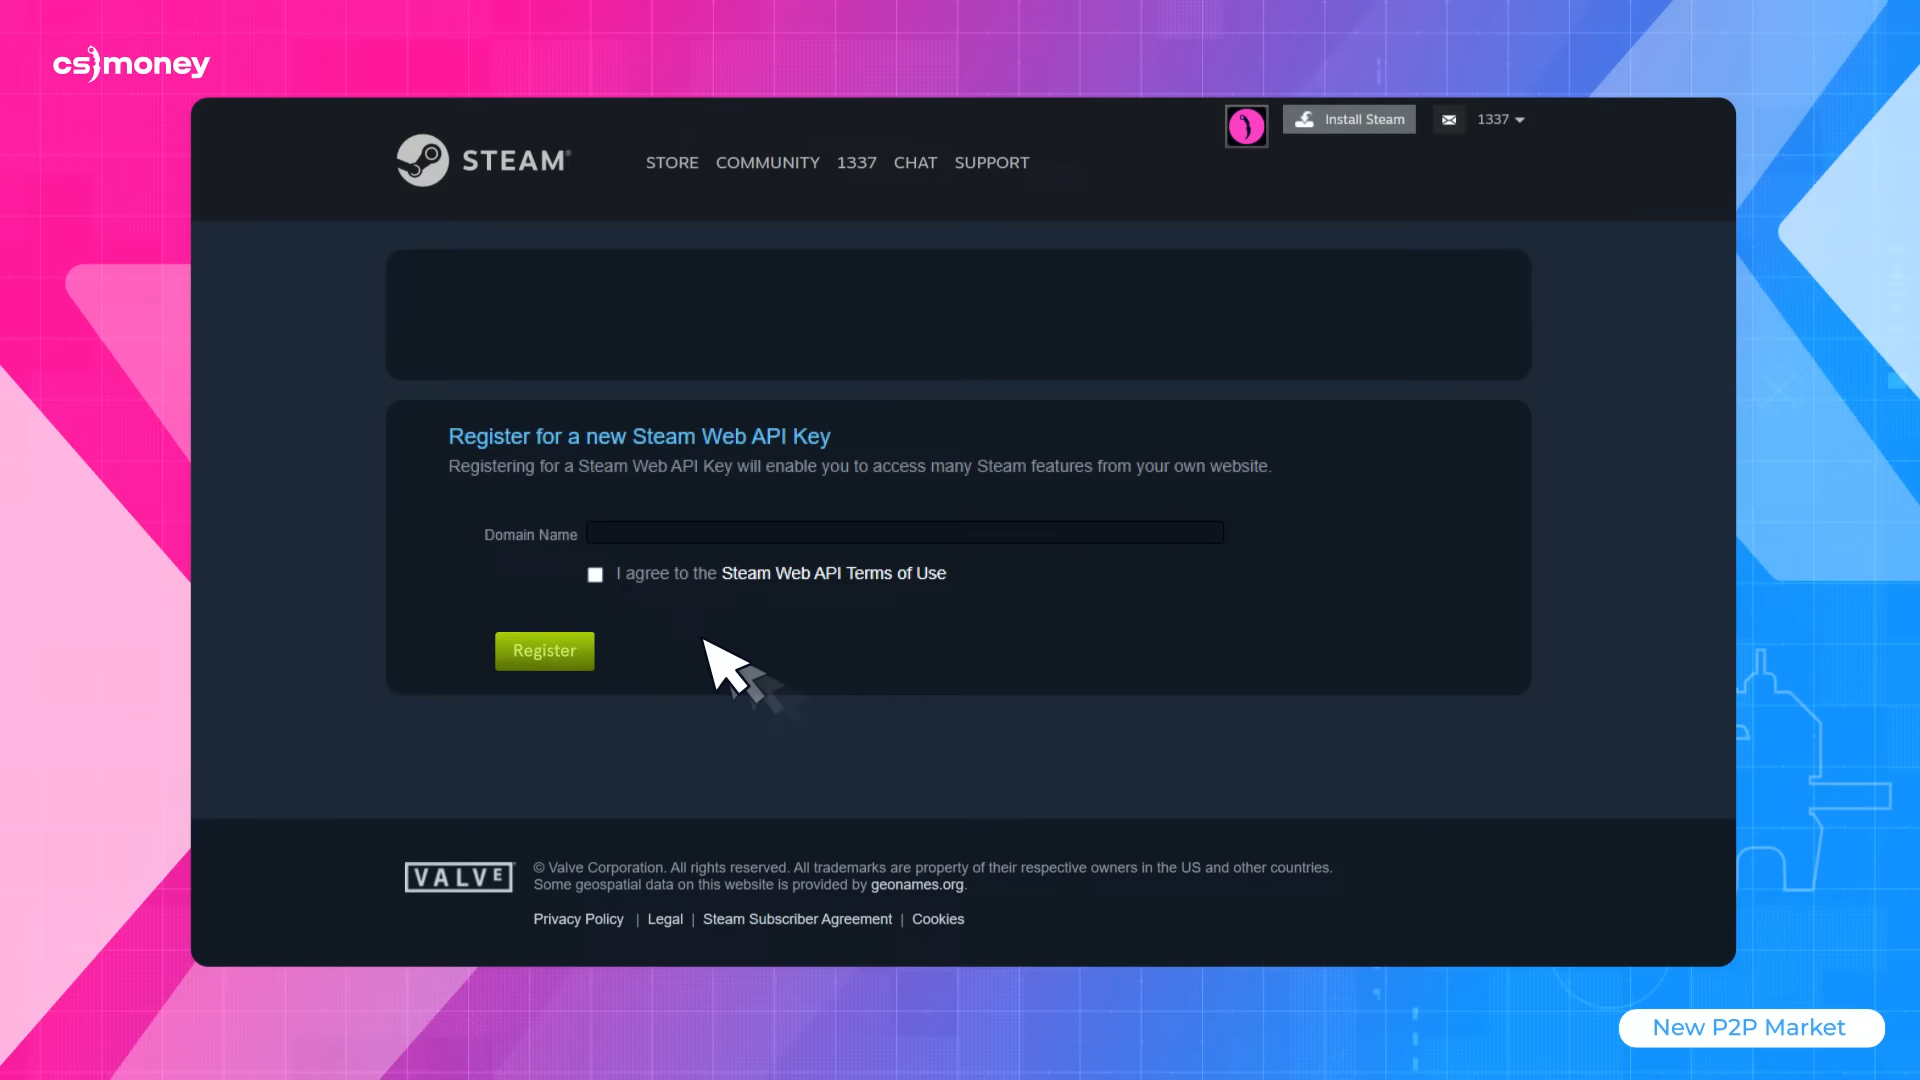 cs money
Install Steam
1337
STEAM®
STORE COMMUNITY 1337 CHAT SUPPORT
Register for a new Steam Web API Key
Registering for a Steam Web API Key will enable you to access many Steam features from your own website.
Domain Name
I agree to the Steam Web API Terms of Use
Register
VALVE
© Valve Corporation. All rights reserved. All trademarks are property of their respective owners in the US and other countries.
Some geospatial data on this website is provided by geonames.org.
Privacy Policy | Legal | Steam Subscriber Agreement | Cookies
New P2P Market